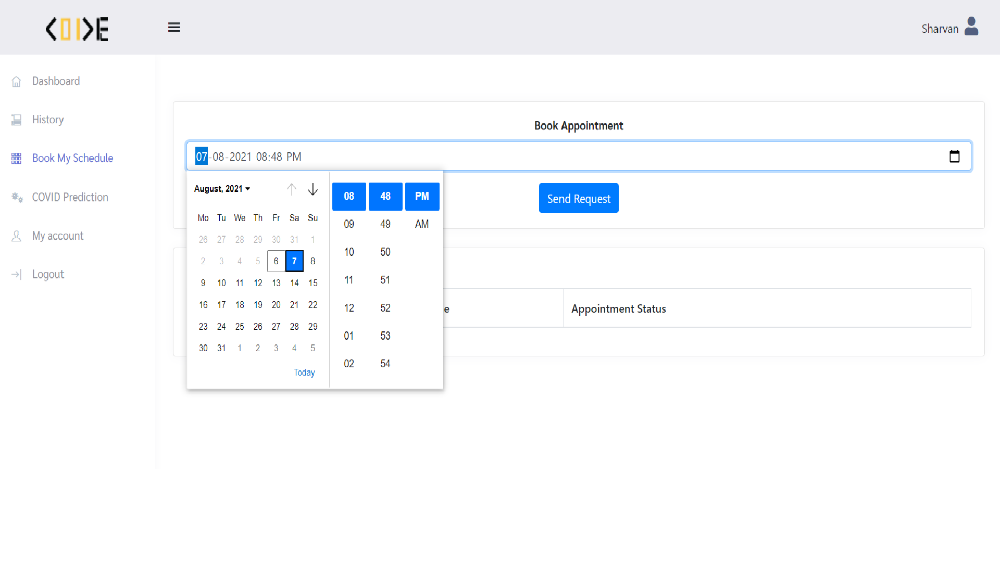 <01>E
Sharvan
Dashboard
History
Book My Schedule
COVID Prediction
My account
Logout
Book Appointment
07-08-2021 08:48 PM
Send Request
August, 2021
Mo Tu We Th Fr Sa Su
26 27 28 29 30 31 1
2 3 4 5 6 7 8
9 10 11 12 13 14 15
16 17 18 19 20 21 22
23 24 25 26 27 28 29
30 31 1 2 3 4 5
Today
08 48 PM
09 49 AM
10 50
11 51
12 52
01 53
02 54
e
Appointment Status